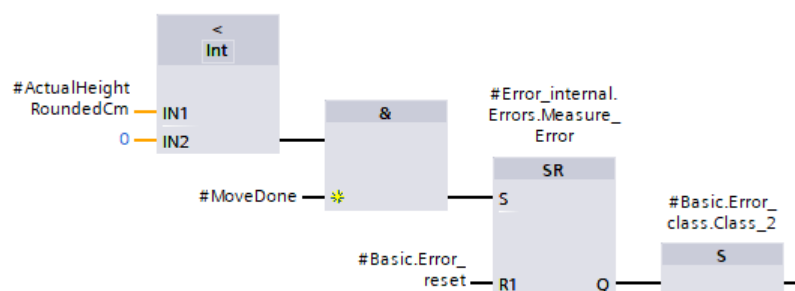 <
Int
#ActualHeight
RoundedCm
IN1
0
IN2
&
#MoveDone
#Error_internal.
Errors.Measure_
Error
SR
S
#Basic.Error_
reset
R1
Q
#Basic.Error_
class.Class_2
S